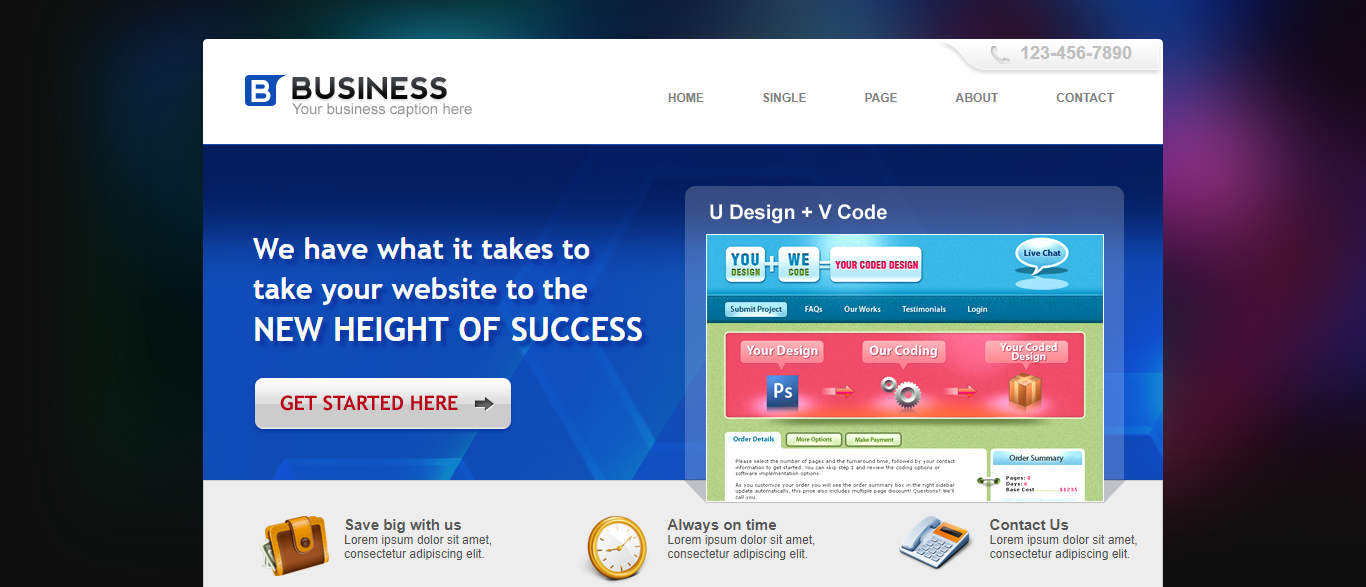 123-456-7890
B BUSINESS
Your business caption here
HOME SINGLE PAGE ABOUT CONTACT
We have what it takes to
take your website to the
NEW HEIGHT OF SUCCESS
GET STARTED HERE
U Design + V Code
YOU DESIGN + WE CODE = YOUR CODED DESIGN
Live Chat
Submit Project FAQs Our Works Testimonials Login
Your Design Our Coding Your Coded Design
Ps
Order Details More Options Make Payment
Please select the number of pages and the turnaround time, followed by your contact
information to get started. You can skip step 1 and review the coding options or
software implementation options.
As you customize your order you will see the order summary box in the right sidebar
update automatically, this price also includes multiple page discount! Questions? We'll
call you.
Order Summary
Pages: 8
Days: 6
Base Cost..........$1235
Save big with us
Lorem ipsum dolor sit amet,
consectetur adipiscing elit.
Always on time
Lorem ipsum dolor sit amet,
consectetur adipiscing elit.
Contact Us
Lorem ipsum dolor sit amet,
consectetur adipiscing elit.